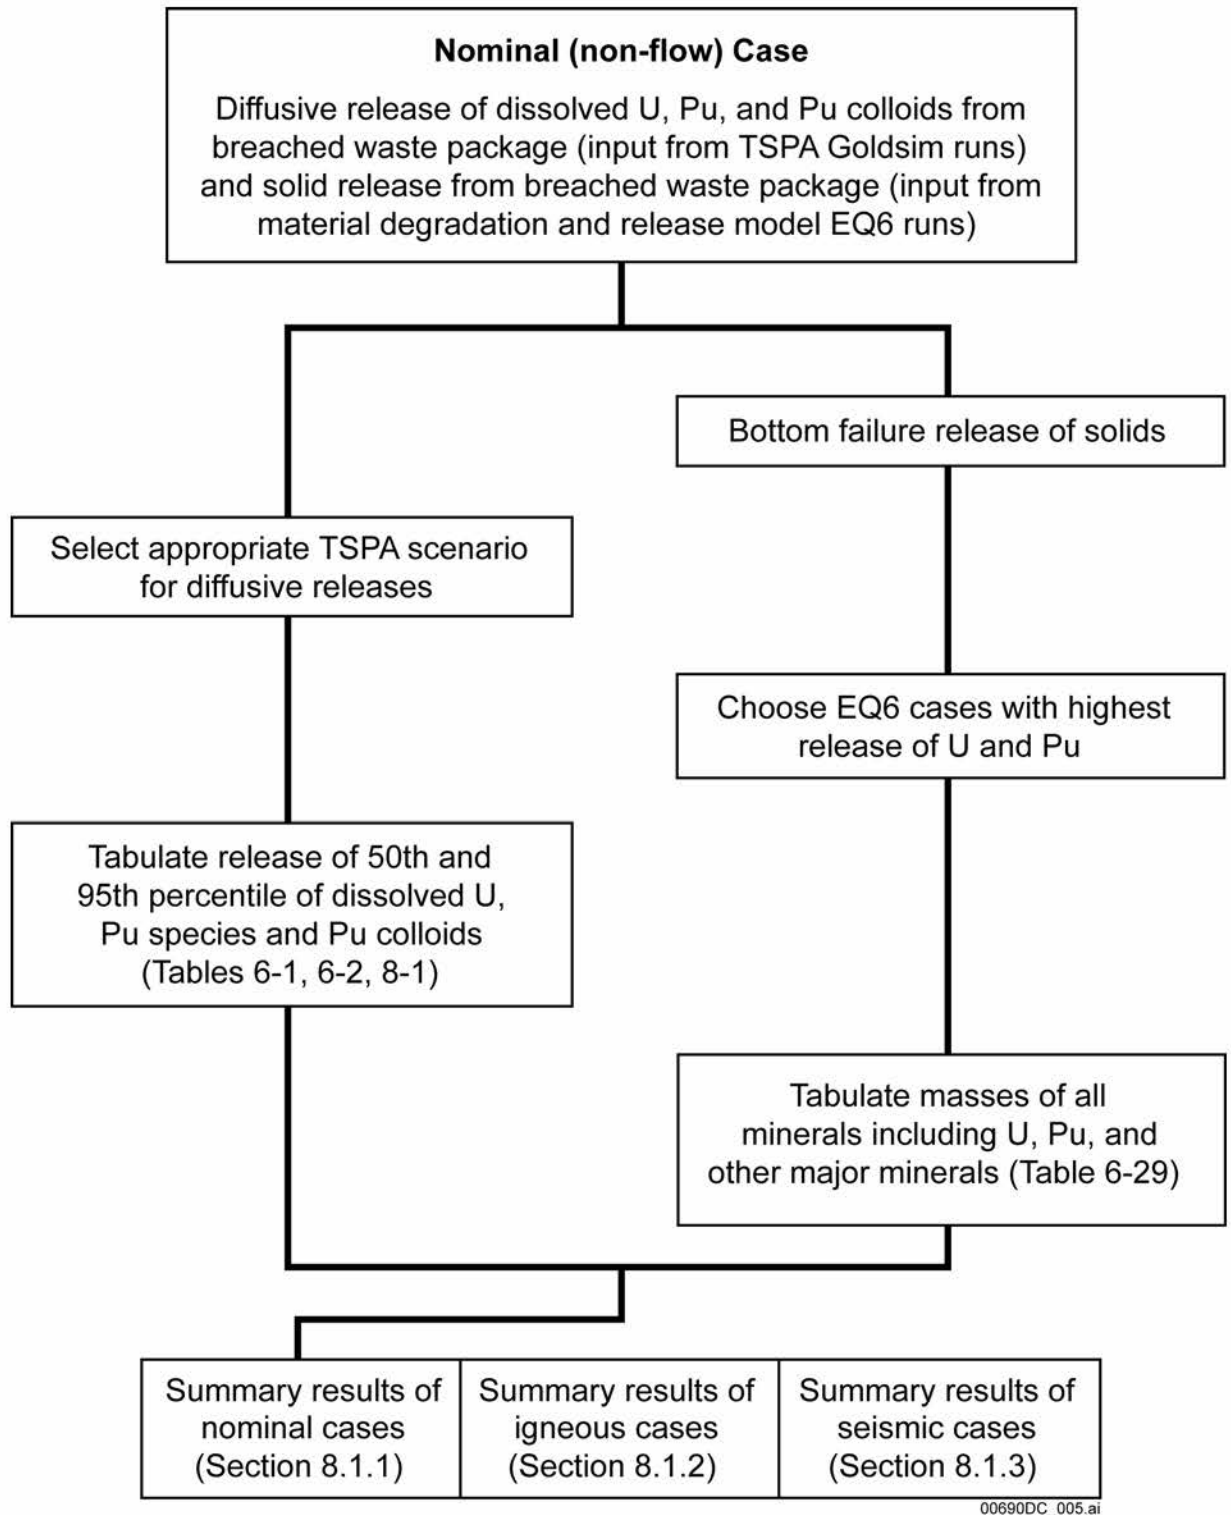 Nominal (non-flow) Case
Diffusive release of dissolved U, Pu, and Pu colloids from
breached waste package (input from TSPA Goldsim runs)
and solid release from breached waste package (input from
material degradation and release model EQ6 runs)
Bottom failure release of solids
Select appropriate TSPA scenario
for diffusive releases
Choose EQ6 cases with highest
release of U and Pu
Tabulate release of 50th and
95th percentile of dissolved U,
Pu species and Pu colloids
(Tables 6-1, 6-2, 8-1)
Tabulate masses of all
minerals including U, Pu, and
other major minerals (Table 6-29)
Summary results of
nominal cases
(Section 8.1.1)
Summary results of
igneous cases
(Section 8.1.2)
Summary results of
seismic cases
(Section 8.1.3)
00690DC_005.ai